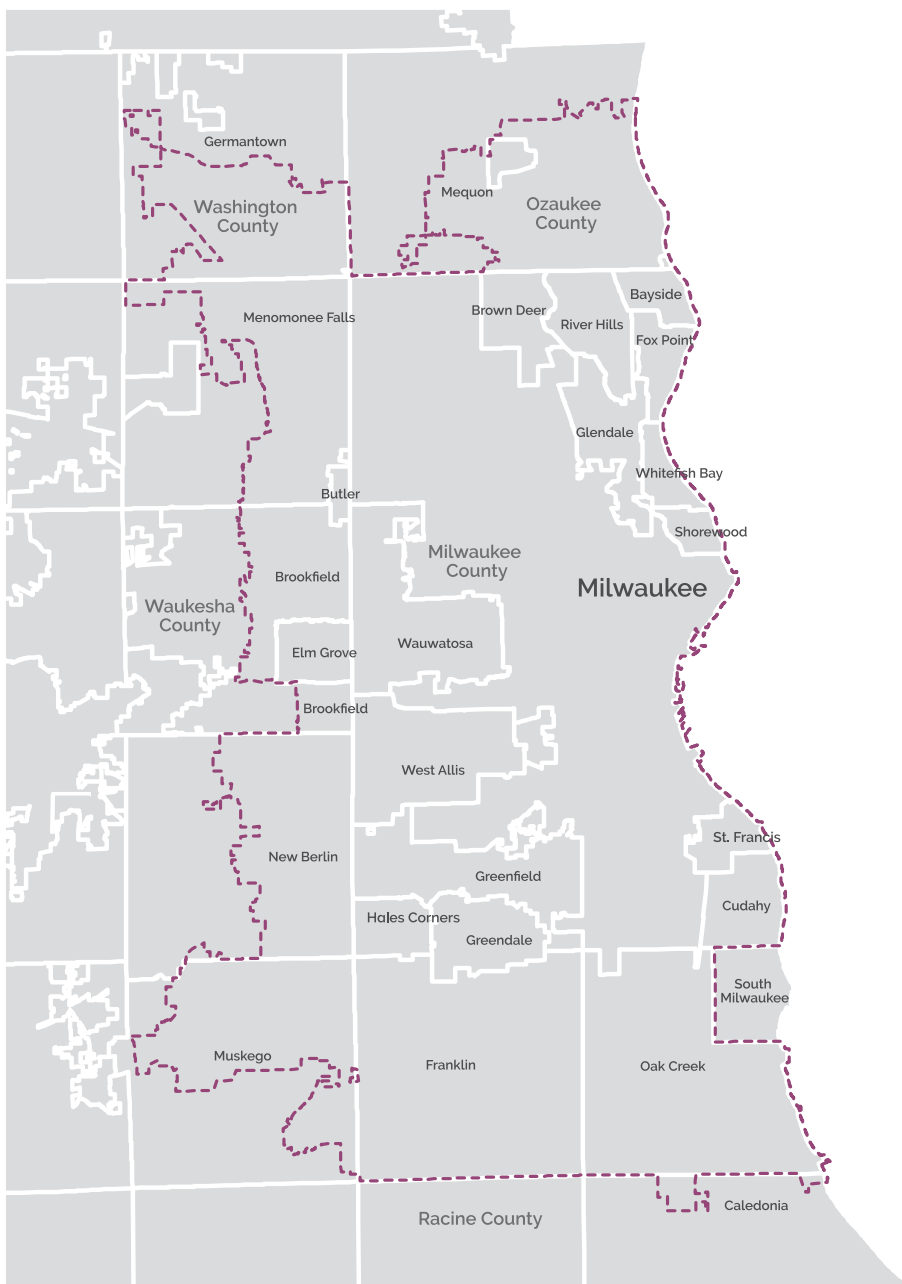 Germantown
Mequon
Washington
County
Ozaukee
County
Bayside
Brown Deer
Menomonee Falls
River Hills
Fox Point
Glendale
Whitefish Bay
Butler
Shorewood
Milwaukee
County
Brookfield
Milwaukee
Waukesha
County
Wauwatosa
Elm Grove
Brookfield
West Allis
St. Francis
New Berlin
Greenfield
Cudahy
Hales Corners
Greendale
South
Milwaukee
Muskego
Franklin
Oak Creek
Caledonia
Racine County